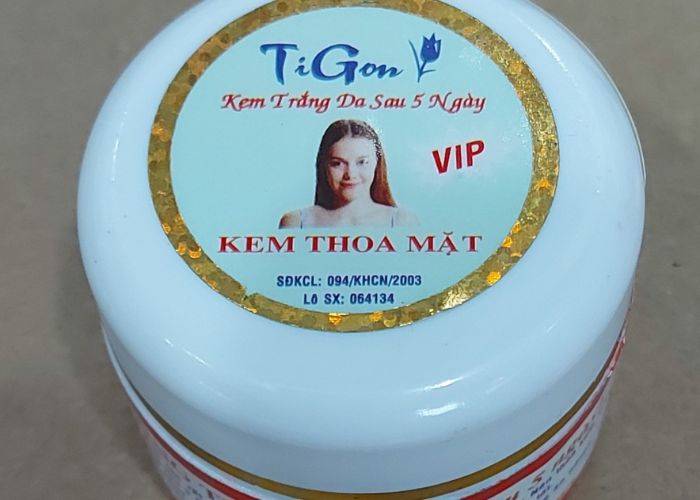 TiGon
Kem Trắng Da Sau 5 Ngày
VIP
KEM THOA MẶT
SĐKCL: 094/KHCN/2003
Lô SX: 064134